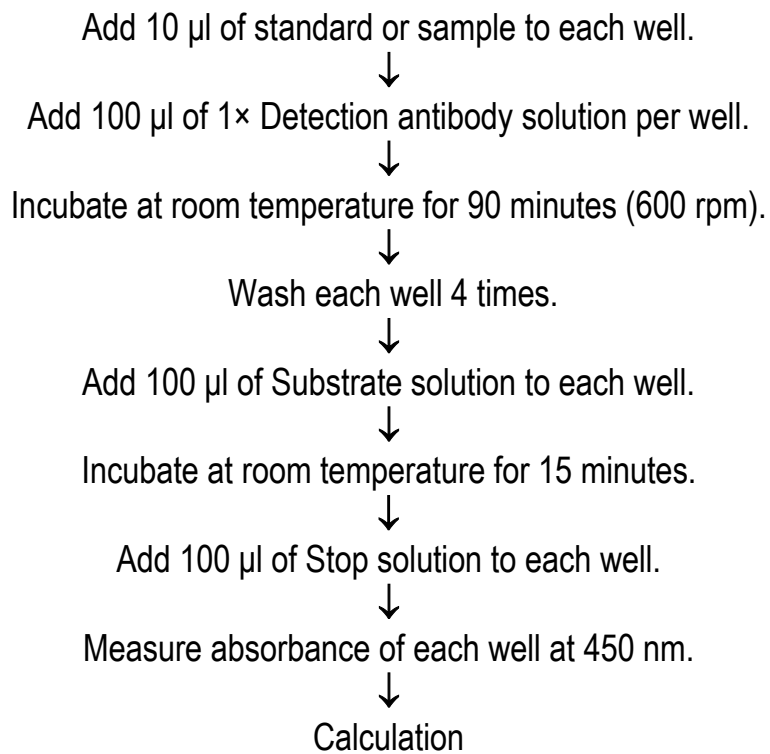 Add 10 µl of standard or sample to each well.
↓
Add 100 µl of 1× Detection antibody solution per well.
↓
Incubate at room temperature for 90 minutes (600 rpm).
↓
Wash each well 4 times.
↓
Add 100 µl of Substrate solution to each well.
↓
Incubate at room temperature for 15 minutes.
↓
Add 100 µl of Stop solution to each well.
↓
Measure absorbance of each well at 450 nm.
↓
Calculation